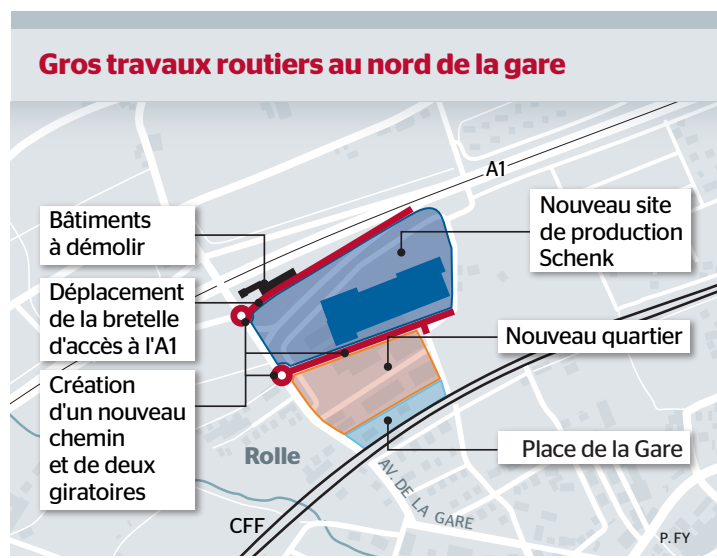 Gros travaux routiers au nord de la gare
A1
Bâtiments
à démolir
Nouveau site
de production
Schenk
Déplacement
de la bretelle
d'accès à l'A1
Nouveau quartier
Création
d'un nouveau
chemin
et de deux
giratoires
Place de la Gare
Rolle
AV. DE LA GARE
CFF
P. FY